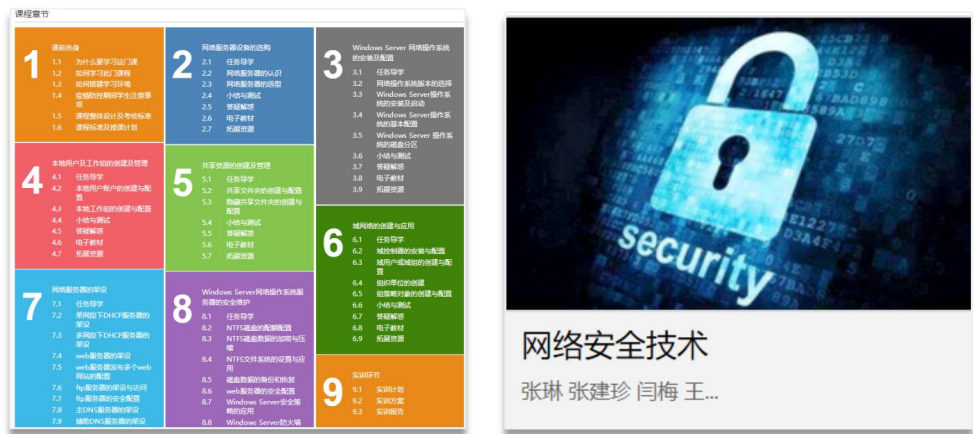 课程章节
1
课前热身
1.1 为什么要学习这门课
1.2 如何学习此门课程
1.3 如何搭建学习环境
1.4 疫情防控期间学生注意事
项
1.5 课程整体设计及考核标准
1.6 课程标准及授课计划
2
网络服务器设备的选购
2.1 任务导学
2.2 网络服务器的认识
2.3 网络服务器的选型
2.4 小结与测试
2.5 答疑解惑
2.6 电子教材
2.7 拓展资源
3
Windows Server 网络操作系统
的安装及配置
3.1 任务导学
3.2 网络操作系统版本的选择
3.3 Windows Server操作系
统的安装及启动
3.4 Windows Server操作系
统的基本配置
3.5 Windows Server 操作系
统的磁盘分区
3.6 小结与测试
3.7 答疑解惑
3.8 电子教材
3.9 拓展资源
4
本地用户及工作组的创建及管理
4.1 任务导学
4.2 本地用户账户的创建与配
置
4.3 本地工作组的创建与配置
4.4 小结与测试
4.5 答疑解惑
4.6 电子教材
4.7 拓展资源
5
共享资源的创建及管理
5.1 任务导学
5.2 共享文件夹的创建与配置
5.3 隐藏共享文件夹的创建与
配置
5.4 小结与测试
5.5 答疑解惑
5.6 电子教材
5.7 拓展资源
6
域网络的创建与应用
6.1 任务导学
6.2 域控制器的安装与配置
6.3 域用户或域组的创建与配
置
6.4 组织单位的创建
6.5 组策略对象的创建与配置
6.6 小结与测试
6.7 答疑解惑
6.8 电子教材
6.9 拓展资源
7
网络服务器的架设
7.1 任务导学
7.2 单网段下DHCP服务器的
架设
7.3 多网段下DHCP服务器的
架设
7.4 web服务器的架设
7.5 web服务器发布多个web
网站的配置
7.6 ftp服务器的架设与访问
7.7 ftp服务器的安全配置
7.8 主DNS服务器的架设
7.9 辅助DNS服务器的架设
8
Windows Server网络操作系统服
务器的安全维护
8.1 任务导学
8.2 NTFS磁盘的配额配置
8.3 NTFS磁盘数据的加密与压
缩
8.4 NTFS文件系统的设置与应
用
8.5 磁盘数据的备份和恢复
8.6 web服务器的安全配置
8.7 Windows Server安全策
略的应用
8.8 Windows Server防火墙
9
实训环节
9.1 实训计划
9.2 实训方案
9.3 实训报告
security
网络安全技术
张琳 张建珍 闫梅 王...